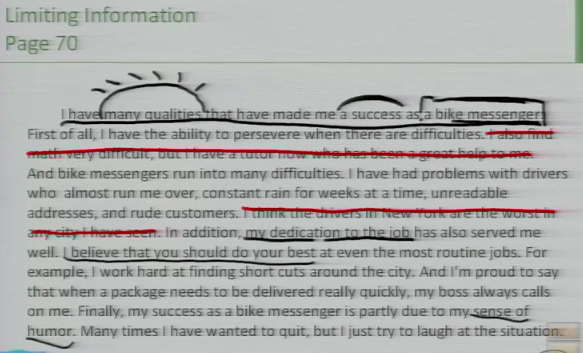 Limiting Information
Page 70
I have many qualities that have made me a success as a bike messenger.
First of all, I have the ability to persevere when there are difficulties. I also find
math very difficult, but I have a tutor now who has been a great help to me.
And bike messengers run into many difficulties. I have had problems with drivers
who almost run me over, constant rain for weeks at a time, unreadable
addresses, and rude customers. I think the drivers in New York are the worst in
any city I have seen. In addition, my dedication to the job has also served me
well. I believe that you should do your best at even the most routine jobs. For
example, I work hard at finding short cuts around the city. And I'm proud to say
that when a package needs to be delivered really quickly, my boss always calls
on me. Finally, my success as a bike messenger is partly due to my sense of
humor. Many times I have wanted to quit, but I just try to laugh at the situation.